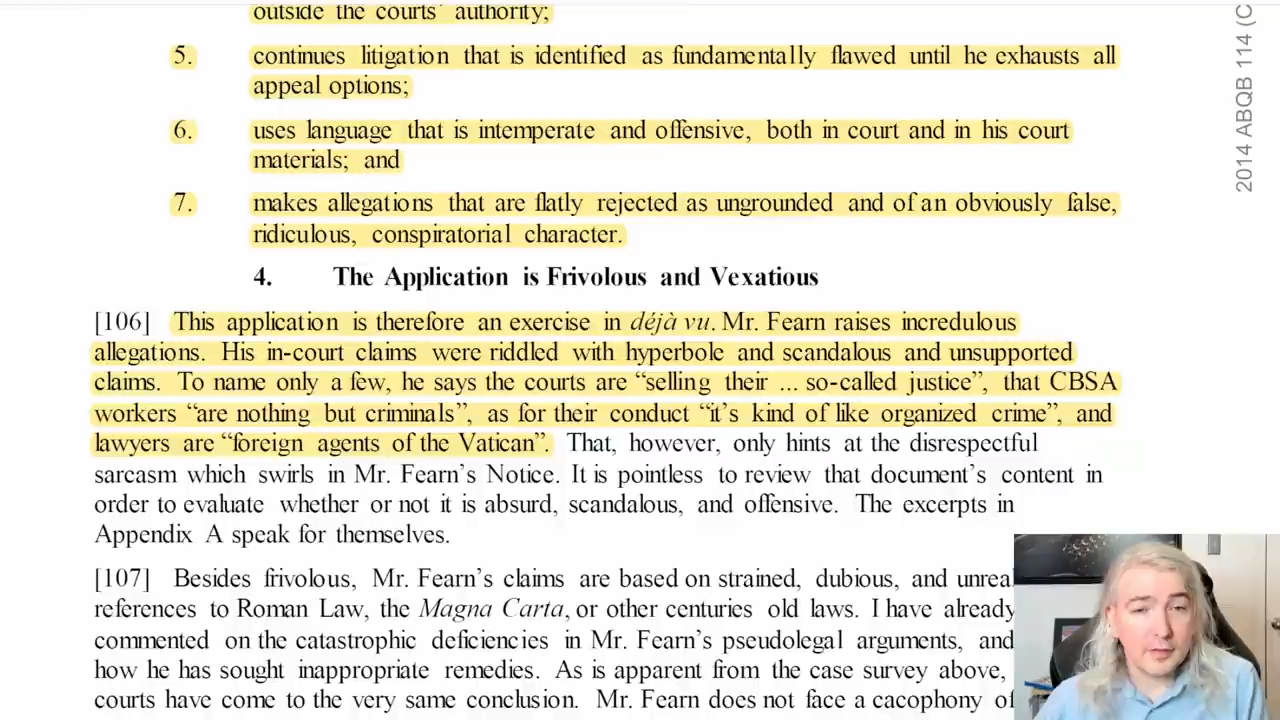 outside the courts' authority;
5. continues litigation that is identified as fundamentally flawed until he exhausts all
appeal options;
6. uses language that is intemperate and offensive, both in court and in his court
materials; and
7. makes allegations that are flatly rejected as ungrounded and of an obviously false,
ridiculous, conspiratorial character.
4. The Application is Frivolous and Vexatious
[106] This application is therefore an exercise in déjà vu. Mr. Fearn raises incredulous
allegations. His in-court claims were riddled with hyperbole and scandalous and unsupported
claims. To name only a few, he says the courts are “selling their ... so-called justice”, that CBSA
workers “are nothing but criminals”, as for their conduct “it’s kind of like organized crime”, and
lawyers are “foreign agents of the Vatican”. That, however, only hints at the disrespectful
sarcasm which swirls in Mr. Fearn’s Notice. It is pointless to review that document’s content in
order to evaluate whether or not it is absurd, scandalous, and offensive. The excerpts in
Appendix A speak for themselves.
[107] Besides frivolous, Mr. Fearn’s claims are based on strained, dubious, and unreal
references to Roman Law, the Magna Carta, or other centuries old laws. I have already
commented on the catastrophic deficiencies in Mr. Fearn’s pseudolegal arguments, and
how he has sought inappropriate remedies. As is apparent from the case survey above,
courts have come to the very same conclusion. Mr. Fearn does not face a cacophony of
2014 ABQB 114 (C